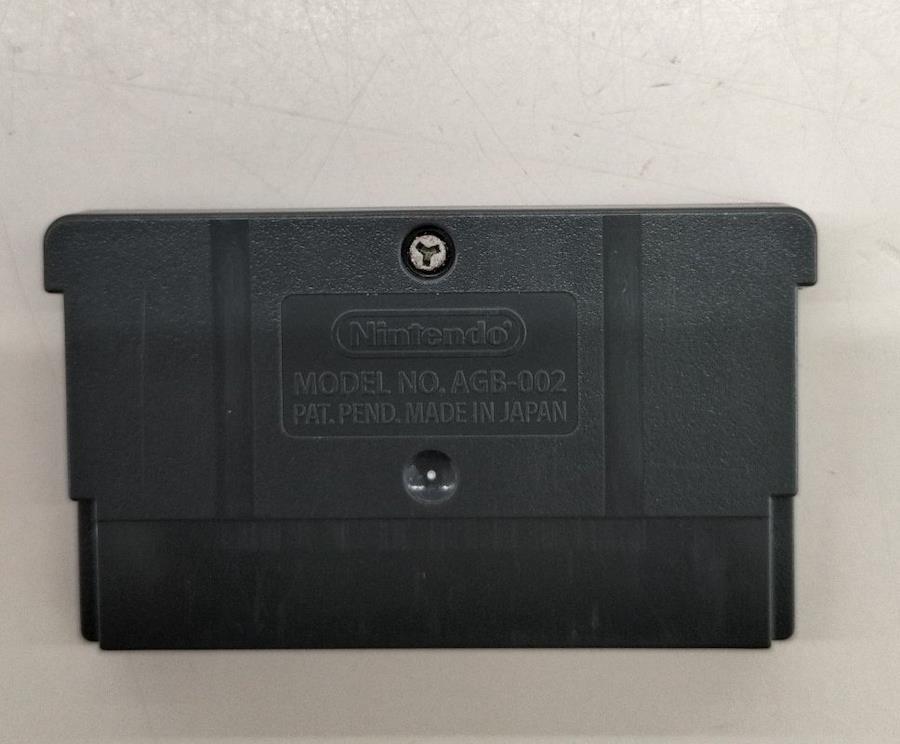 Nintendo®
MODEL NO. AGB-002
PAT. PEND. MADE IN JAPAN